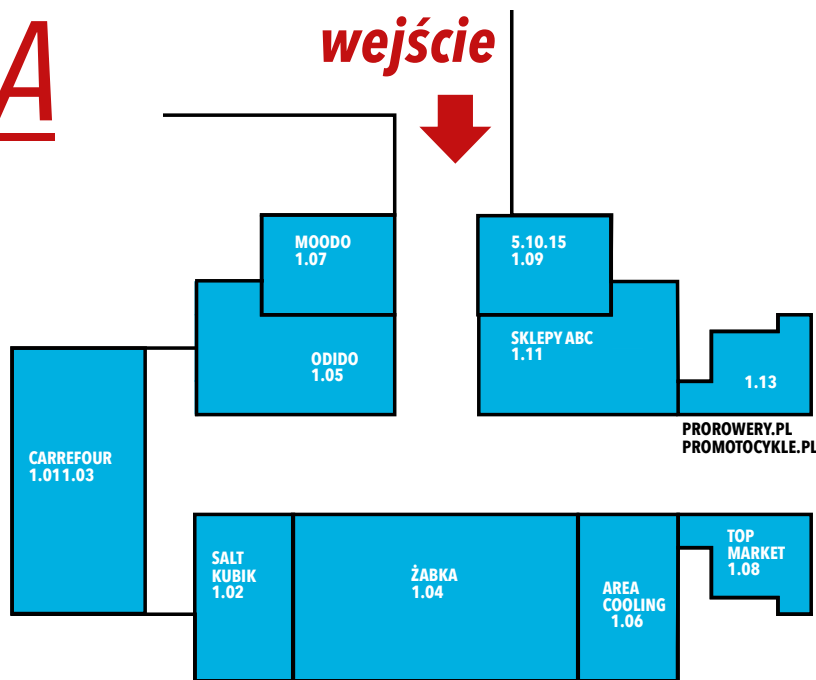 A
wejście
MOODO
1.07
5.10.15
1.09
ODIDO
1.05
SKLEPY ABC
1.11
1.13
PROROWERY.PL
PROMOTOCYKLE.PL
CARREFOUR
1.011.03
SALT
KUBIK
1.02
ŻABKA
1.04
AREA
COOLING
1.06
TOP
MARKET
1.08